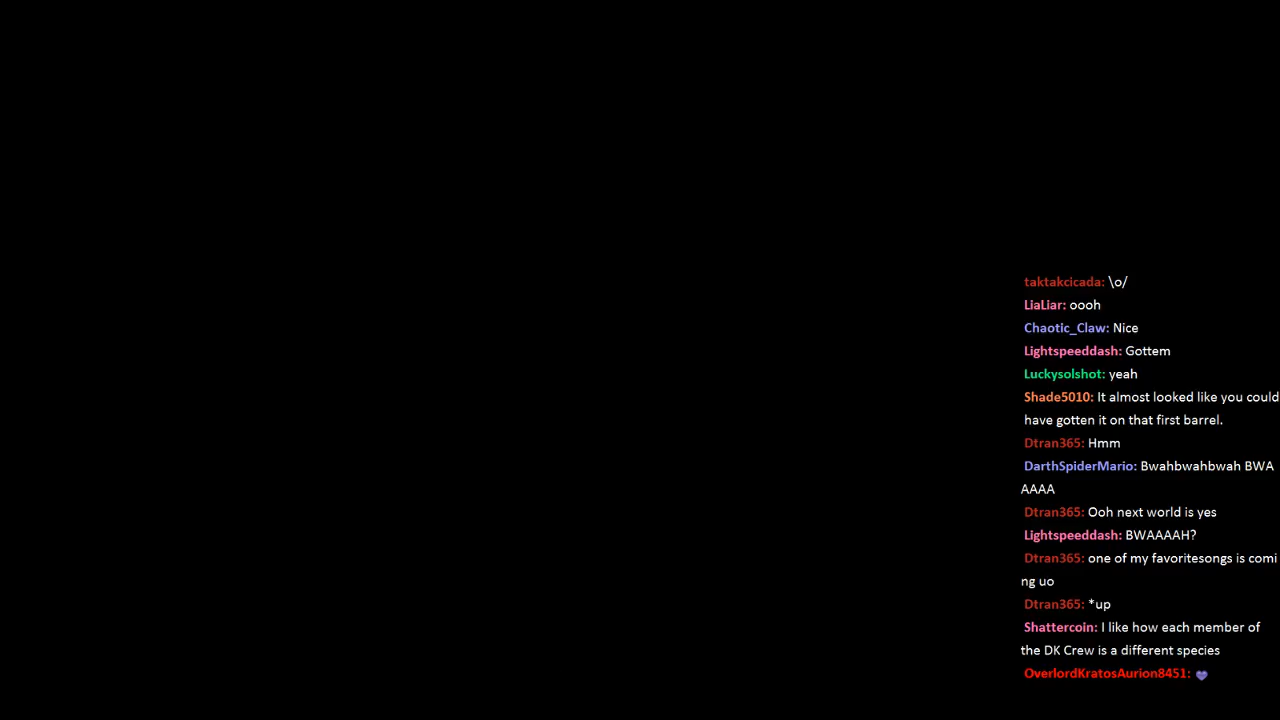 taktakcicada: \o/
LiaLiar: oooh
Chaotic_Claw: Nice
Lightspeeddash: Gottem
Luckysolshot: yeah
Shade5010: It almost looked like you could
have gotten it on that first barrel.
Dtran365: Hmm
DarthSpiderMario: Bwahbwahbwah BWA
AAAA
Dtran365: Ooh next world is yes
Lightspeeddash: BWAAAAH?
Dtran365: one of my favoritesongs is comi
ng uo
Dtran365: *up
Shattercoin: I like how each member of
the DK Crew is a different species
OverlordKratosAurion8451: